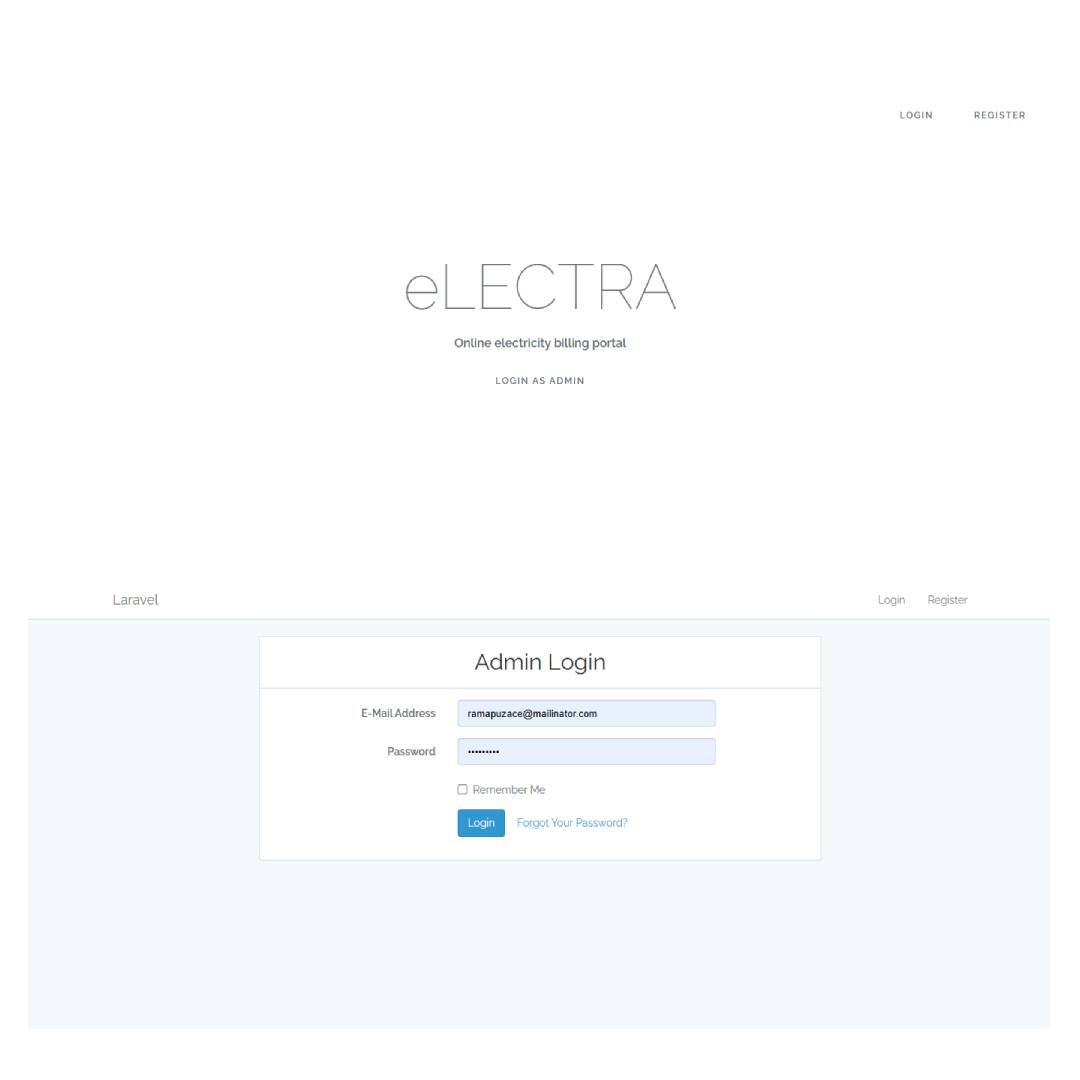 LOGIN REGISTER
eLECTRA
Online electricity billing portal
LOGIN AS ADMIN
Laravel Login Register
Admin Login
E-Mail Address ramapuzace@mailinator.com
Password •••••••••
Remember Me
Login Forgot Your Password?